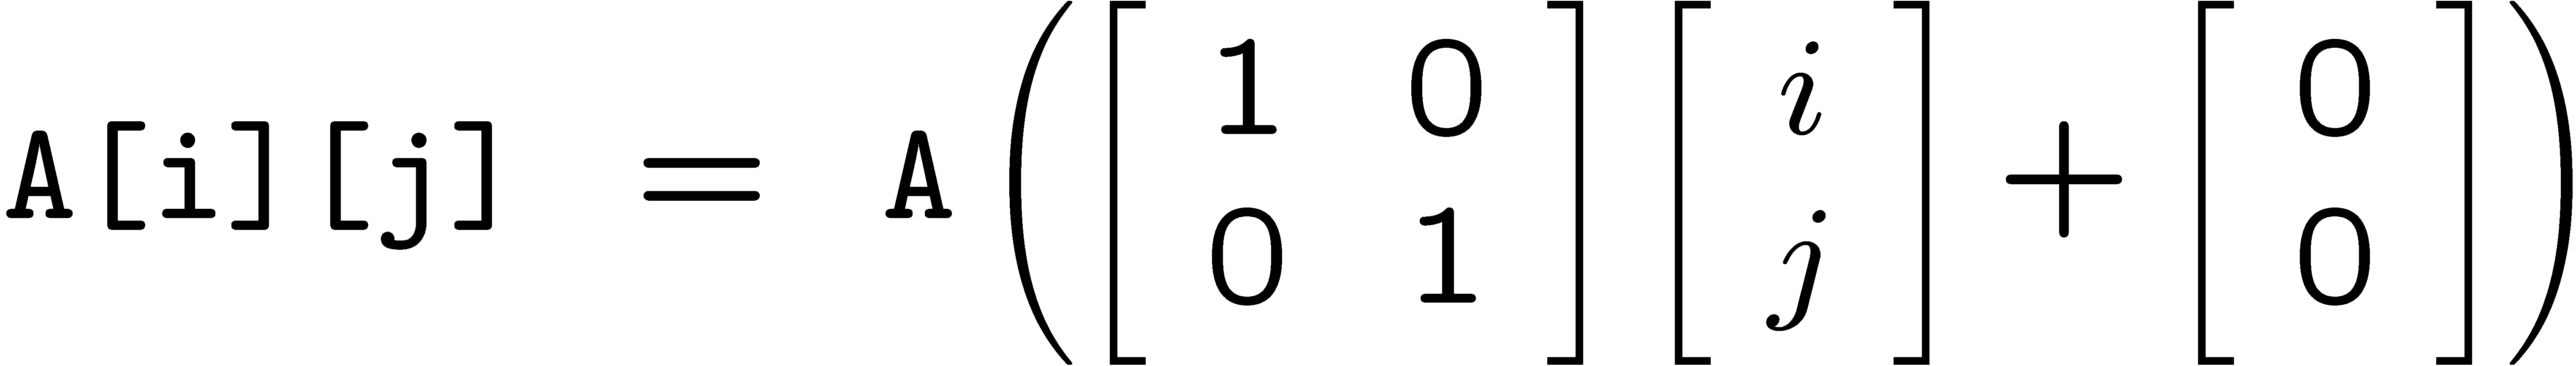 A[i][j] = A([1 0; 0 1][i; j] + [0; 0])